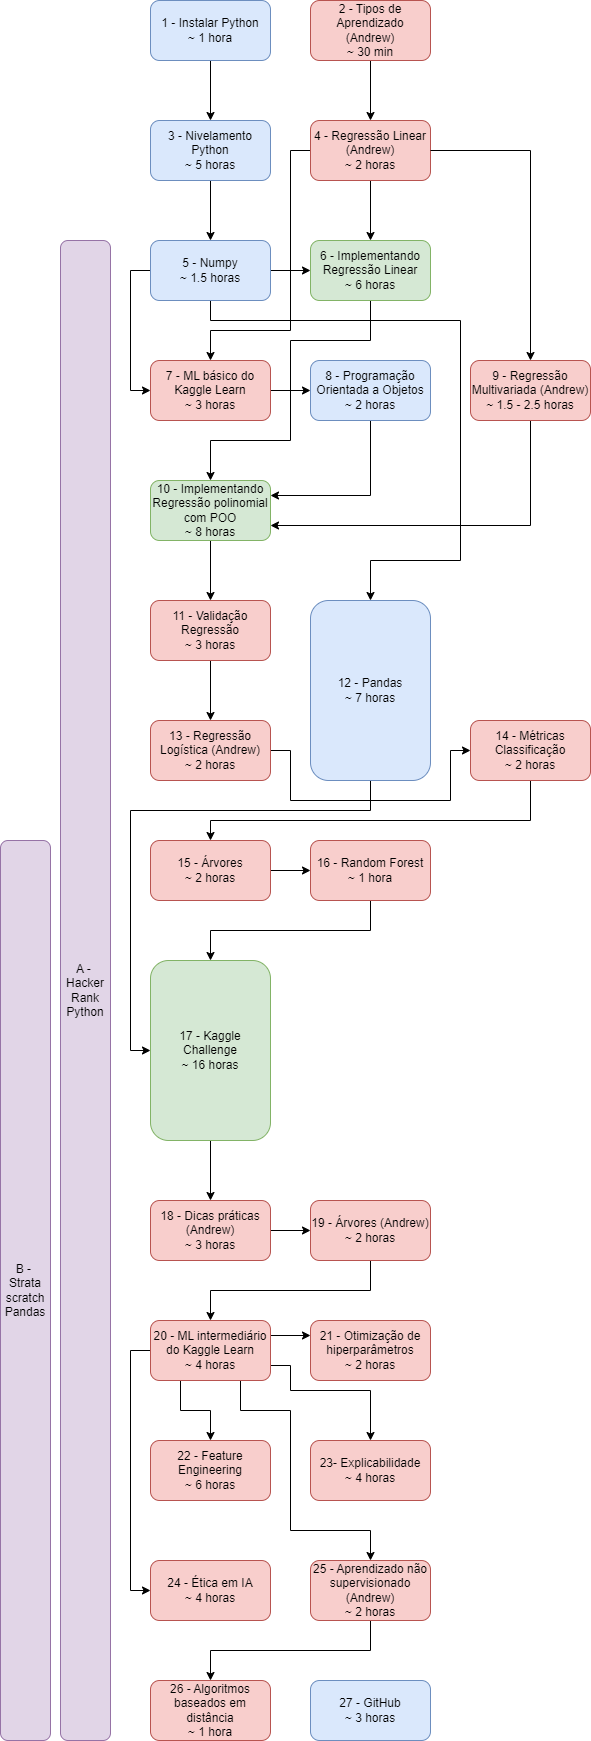 1 - Instalar Python
~ 1 hora
2 - Tipos de
Aprendizado
(Andrew)
~ 30 min
3 - Nivelamento
Python
~ 5 horas
4 - Regressão Linear
(Andrew)
~ 2 horas
5 - Numpy
~ 1.5 horas
6 - Implementando
Regressão Linear
~ 6 horas
7 - ML básico do
Kaggle Learn
~ 3 horas
8 - Programação
Orientada a Objetos
~ 2 horas
9 - Regressão
Multivariada (Andrew)
~ 1.5 - 2.5 horas
10 - Implementando
Regressão polinomial
com POO
~ 8 horas
11 - Validação
Regressão
~ 3 horas
12 - Pandas
~ 7 horas
13 - Regressão
Logística (Andrew)
~ 2 horas
14 - Métricas
Classificação
~ 2 horas
15 - Árvores
~ 2 horas
16 - Random Forest
~ 1 hora
A -
Hacker
Rank
Python
17 - Kaggle
Challenge
~ 16 horas
18 - Dicas práticas
(Andrew)
~ 3 horas
19 - Árvores (Andrew)
~ 2 horas
B -
Strata
scratch
Pandas
20 - ML intermediário
do Kaggle Learn
~ 4 horas
21 - Otimização de
hiperparâmetros
~ 2 horas
22 - Feature
Engineering
~ 6 horas
23- Explicabilidade
~ 4 horas
24 - Ética em IA
~ 4 horas
25 - Aprendizado não
supervisionado
(Andrew)
~ 2 horas
26 - Algoritmos
baseados em
distância
~ 1 hora
27 - GitHub
~ 3 horas